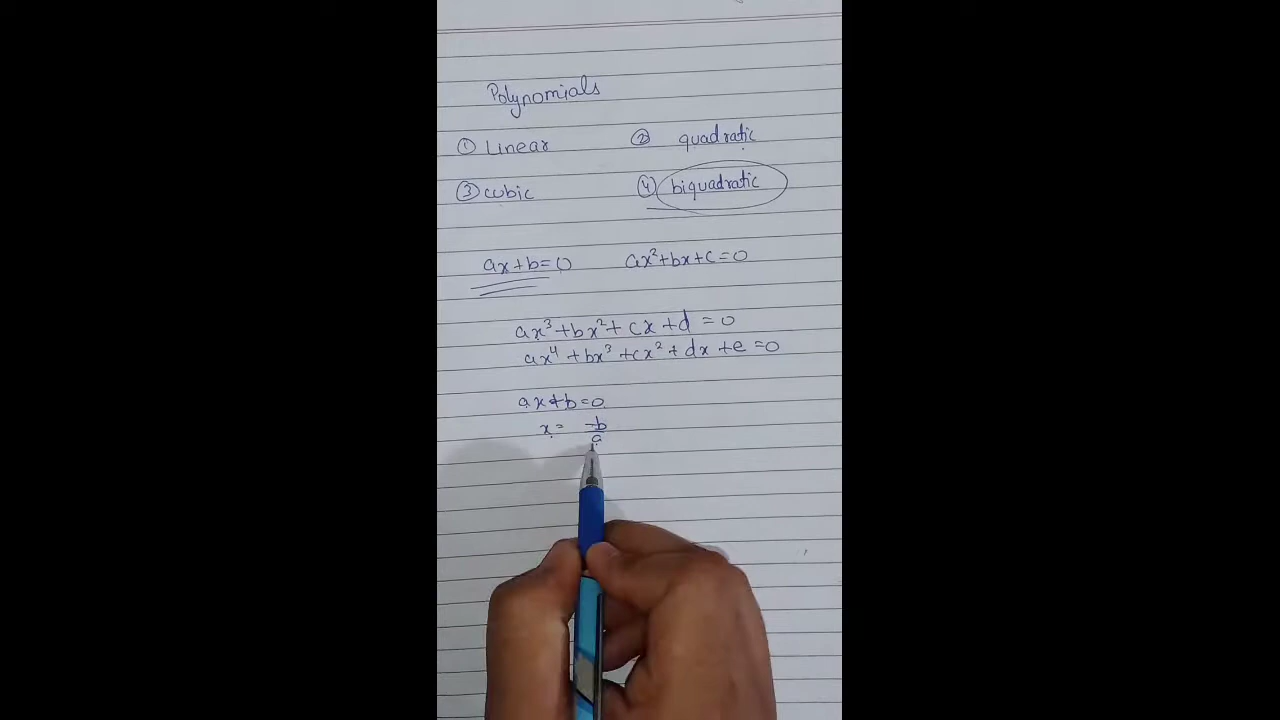 Polynomials
① Linear ② quadratic
③ cubic ④ biquadratic
ax+b=0 ax²+bx+c=0
ax³+bx²+cx+d=0
ax⁴+bx³+cx²+dx+e=0
ax+b=0
x= -b/a